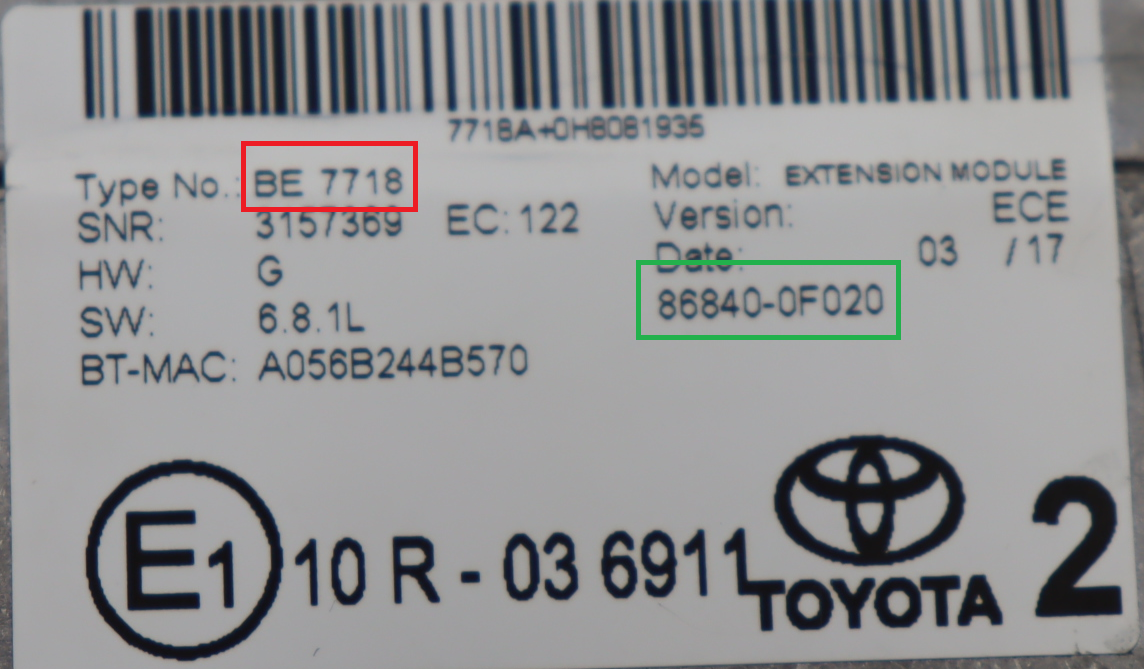 7718A+0H8081935
Type No.: BE 7718
SNR: 3157369 EC: 122
HW: G
SW: 6.8.1L
BT-MAC: A056B244B570
Model: EXTENSION MODULE
Version: ECE
Date: 03 / 17
86840-0F020
E1 10 R - 03 6911
TOYOTA
2